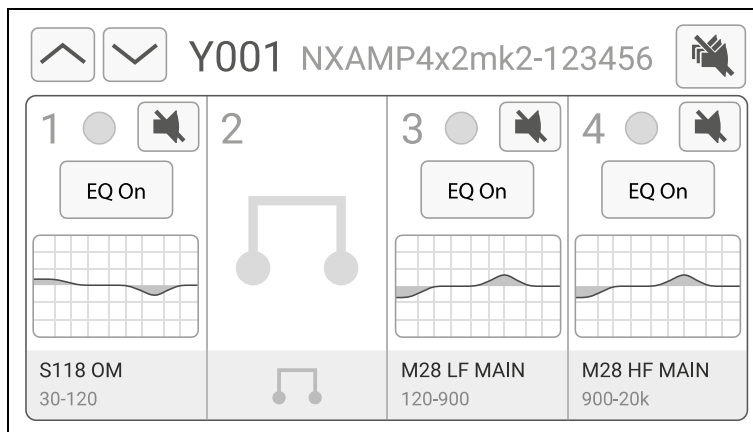 Y001 NXAMP4x2mk2-123456
1 2 3 4
EQ On EQ On EQ On
S118 OM M28 LF MAIN M28 HF MAIN
30-120 120-900 900-20k